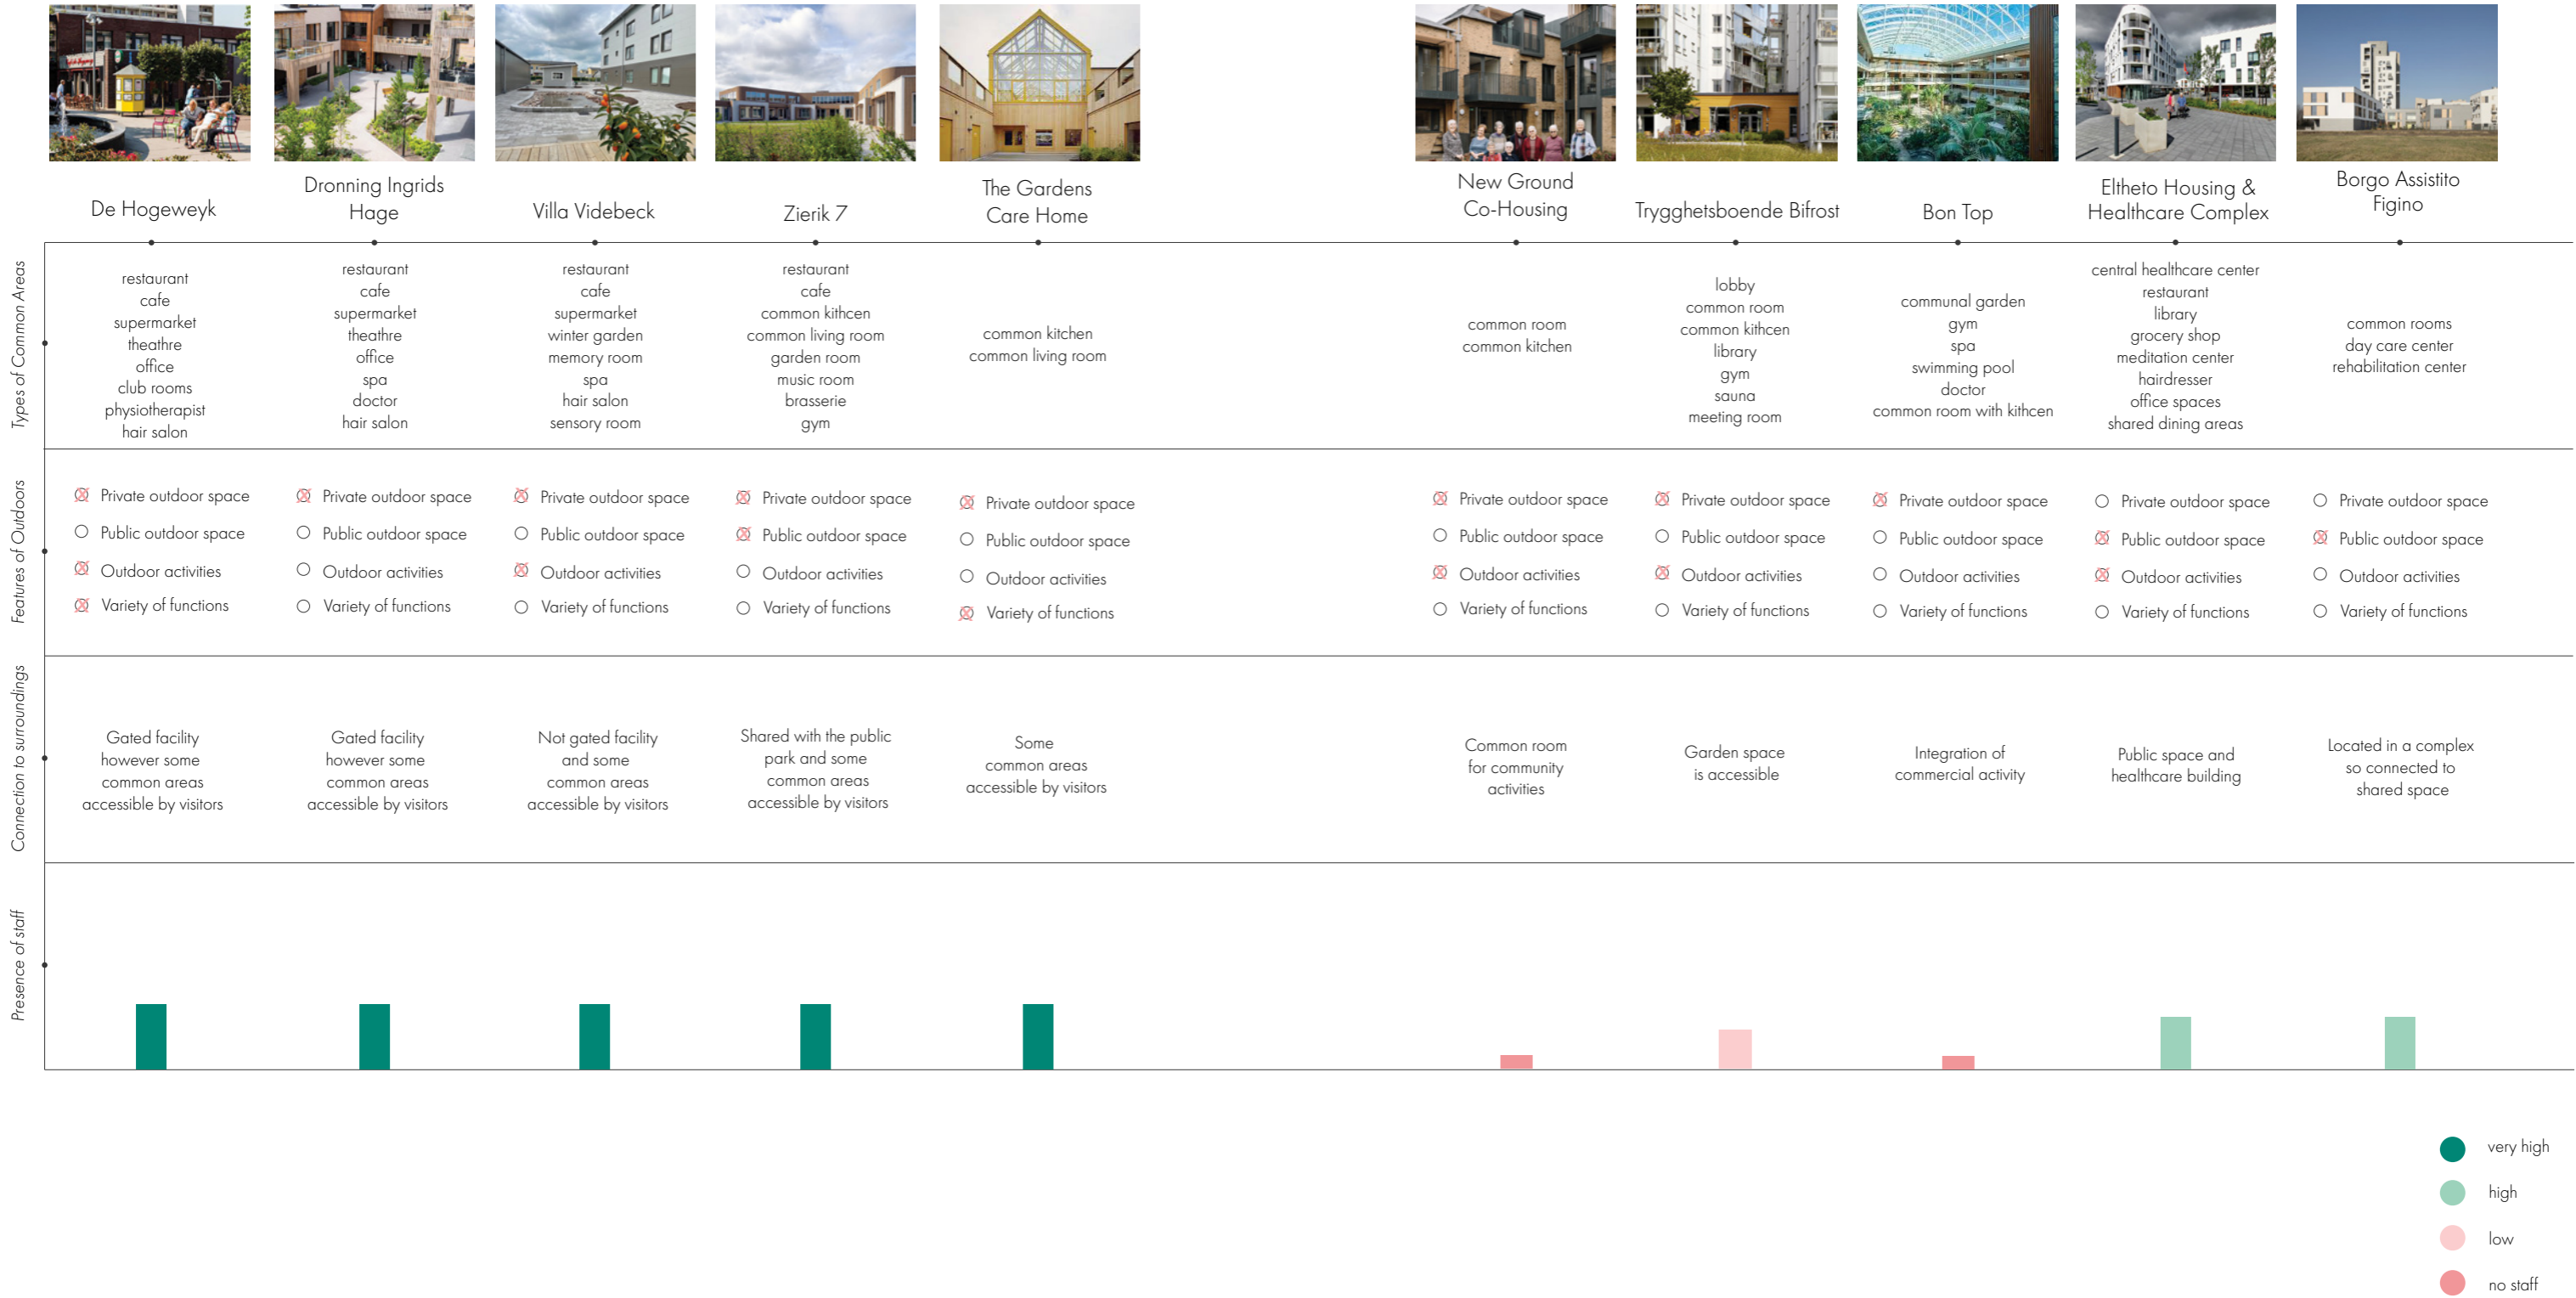 De Hogeweyk
Dronning Ingrids
Hage
Villa Videbeck
Zierik 7
The Gardens
Care Home
New Ground
Co-Housing
Trygghetsboende Bifrost
Bon Top
Eltheto Housing &
Healthcare Complex
Borgo Assistito
Figino
Types of Common Areas
restaurant
cafe
supermarket
theathre
office
club rooms
physiotherapist
hair salon
restaurant
cafe
supermarket
theathre
office
spa
doctor
hair salon
restaurant
cafe
supermarket
winter garden
memory room
spa
hair salon
sensory room
restaurant
cafe
common kithcen
common living room
garden room
music room
brasserie
gym
common kitchen
common living room
common room
common kitchen
lobby
common room
common kithcen
library
gym
sauna
meeting room
communal garden
gym
spa
swimming pool
doctor
common room with kithcen
central healthcare center
restaurant
library
grocery shop
meditation center
hairdresser
office spaces
shared dining areas
common rooms
day care center
rehabilitation center
Features of Outdoors
Private outdoor space
Public outdoor space
Outdoor activities
Variety of functions
Private outdoor space
Public outdoor space
Outdoor activities
Variety of functions
Private outdoor space
Public outdoor space
Outdoor activities
Variety of functions
Private outdoor space
Public outdoor space
Outdoor activities
Variety of functions
Private outdoor space
Public outdoor space
Outdoor activities
Variety of functions
Private outdoor space
Public outdoor space
Outdoor activities
Variety of functions
Private outdoor space
Public outdoor space
Outdoor activities
Variety of functions
Private outdoor space
Public outdoor space
Outdoor activities
Variety of functions
Private outdoor space
Public outdoor space
Outdoor activities
Variety of functions
Private outdoor space
Public outdoor space
Outdoor activities
Variety of functions
Connection to surroundings
Gated facility
however some
common areas
accessible by visitors
Gated facility
however some
common areas
accessible by visitors
Not gated facility
and some
common areas
accessible by visitors
Shared with the public
park and some
common areas
accessible by visitors
Some
common areas
accessible by visitors
Common room
for community
activities
Garden space
is accessible
Integration of
commercial activity
Public space and
healthcare building
Located in a complex
so connected to
shared space
Presence of staff
very high
high
low
no staff